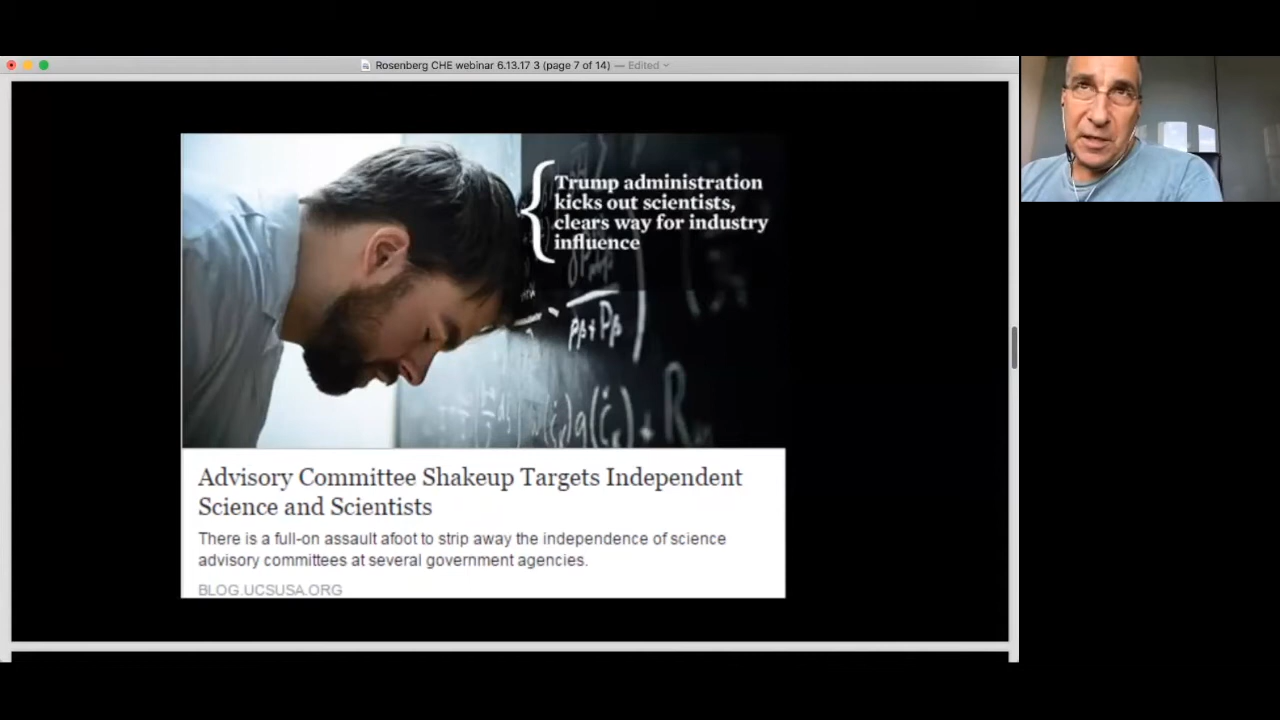 Rosenberg CHE webinar 6.13.17 3 (page 7 of 14) — Edited
Trump administration
kicks out scientists,
clears way for industry
influence
Advisory Committee Shakeup Targets Independent
Science and Scientists
There is a full-on assault afoot to strip away the independence of science
advisory committees at several government agencies.
BLOG.UCSUSA.ORG